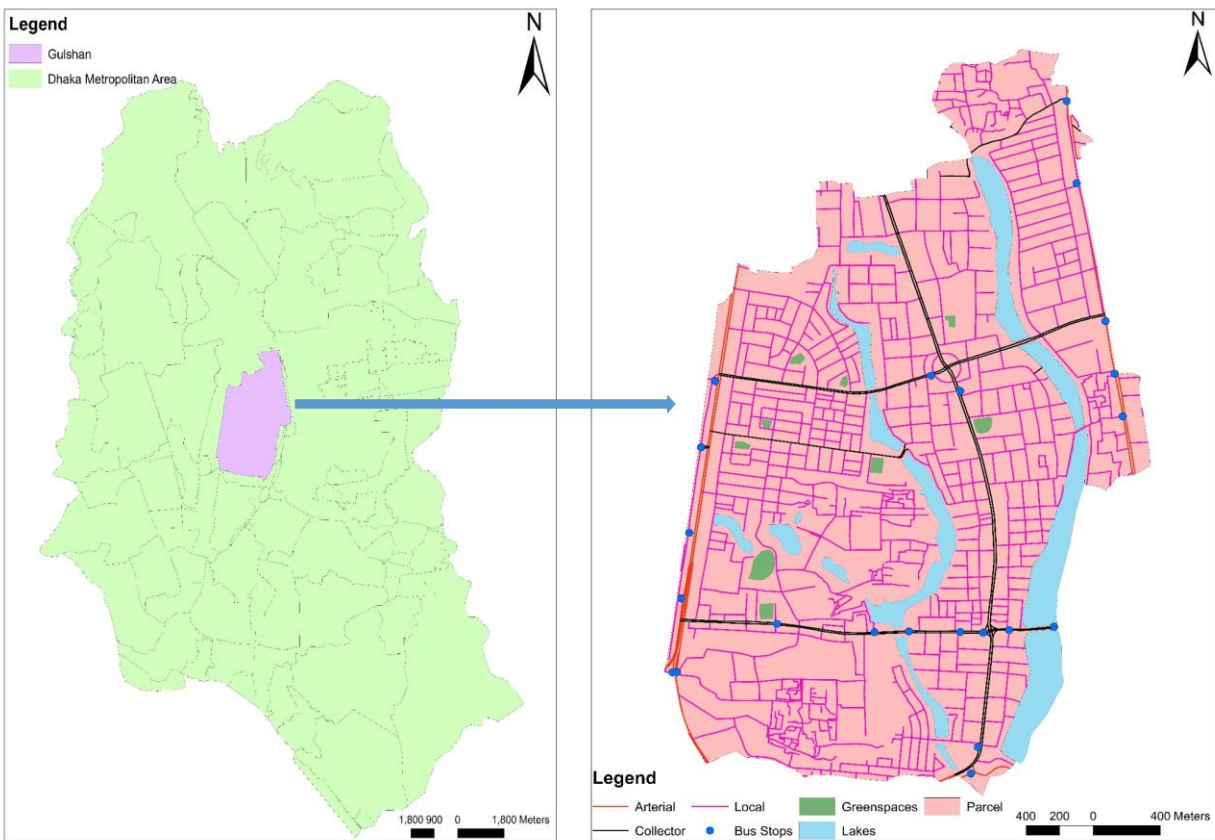 Legend
Gulshan
Dhaka Metropolitan Area
N
1,800 900 0 1,800 Meters
N
Legend
Arterial Local Greenspaces Parcel
Collector Bus Stops Lakes
400 200 0 400 Meters